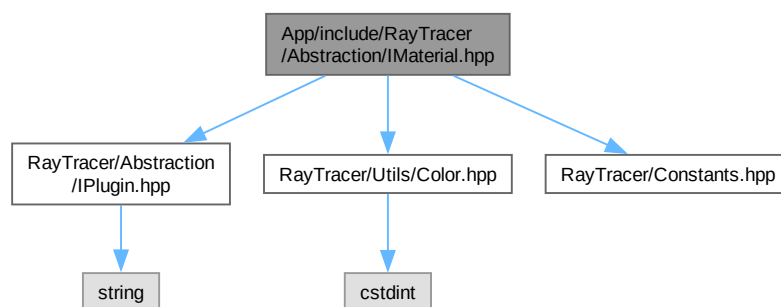 App/include/RayTracer
/Abstraction/IMaterial.hpp
RayTracer/Abstraction
/IPlugin.hpp
RayTracer/Utils/Color.hpp
RayTracer/Constants.hpp
string
cstdint